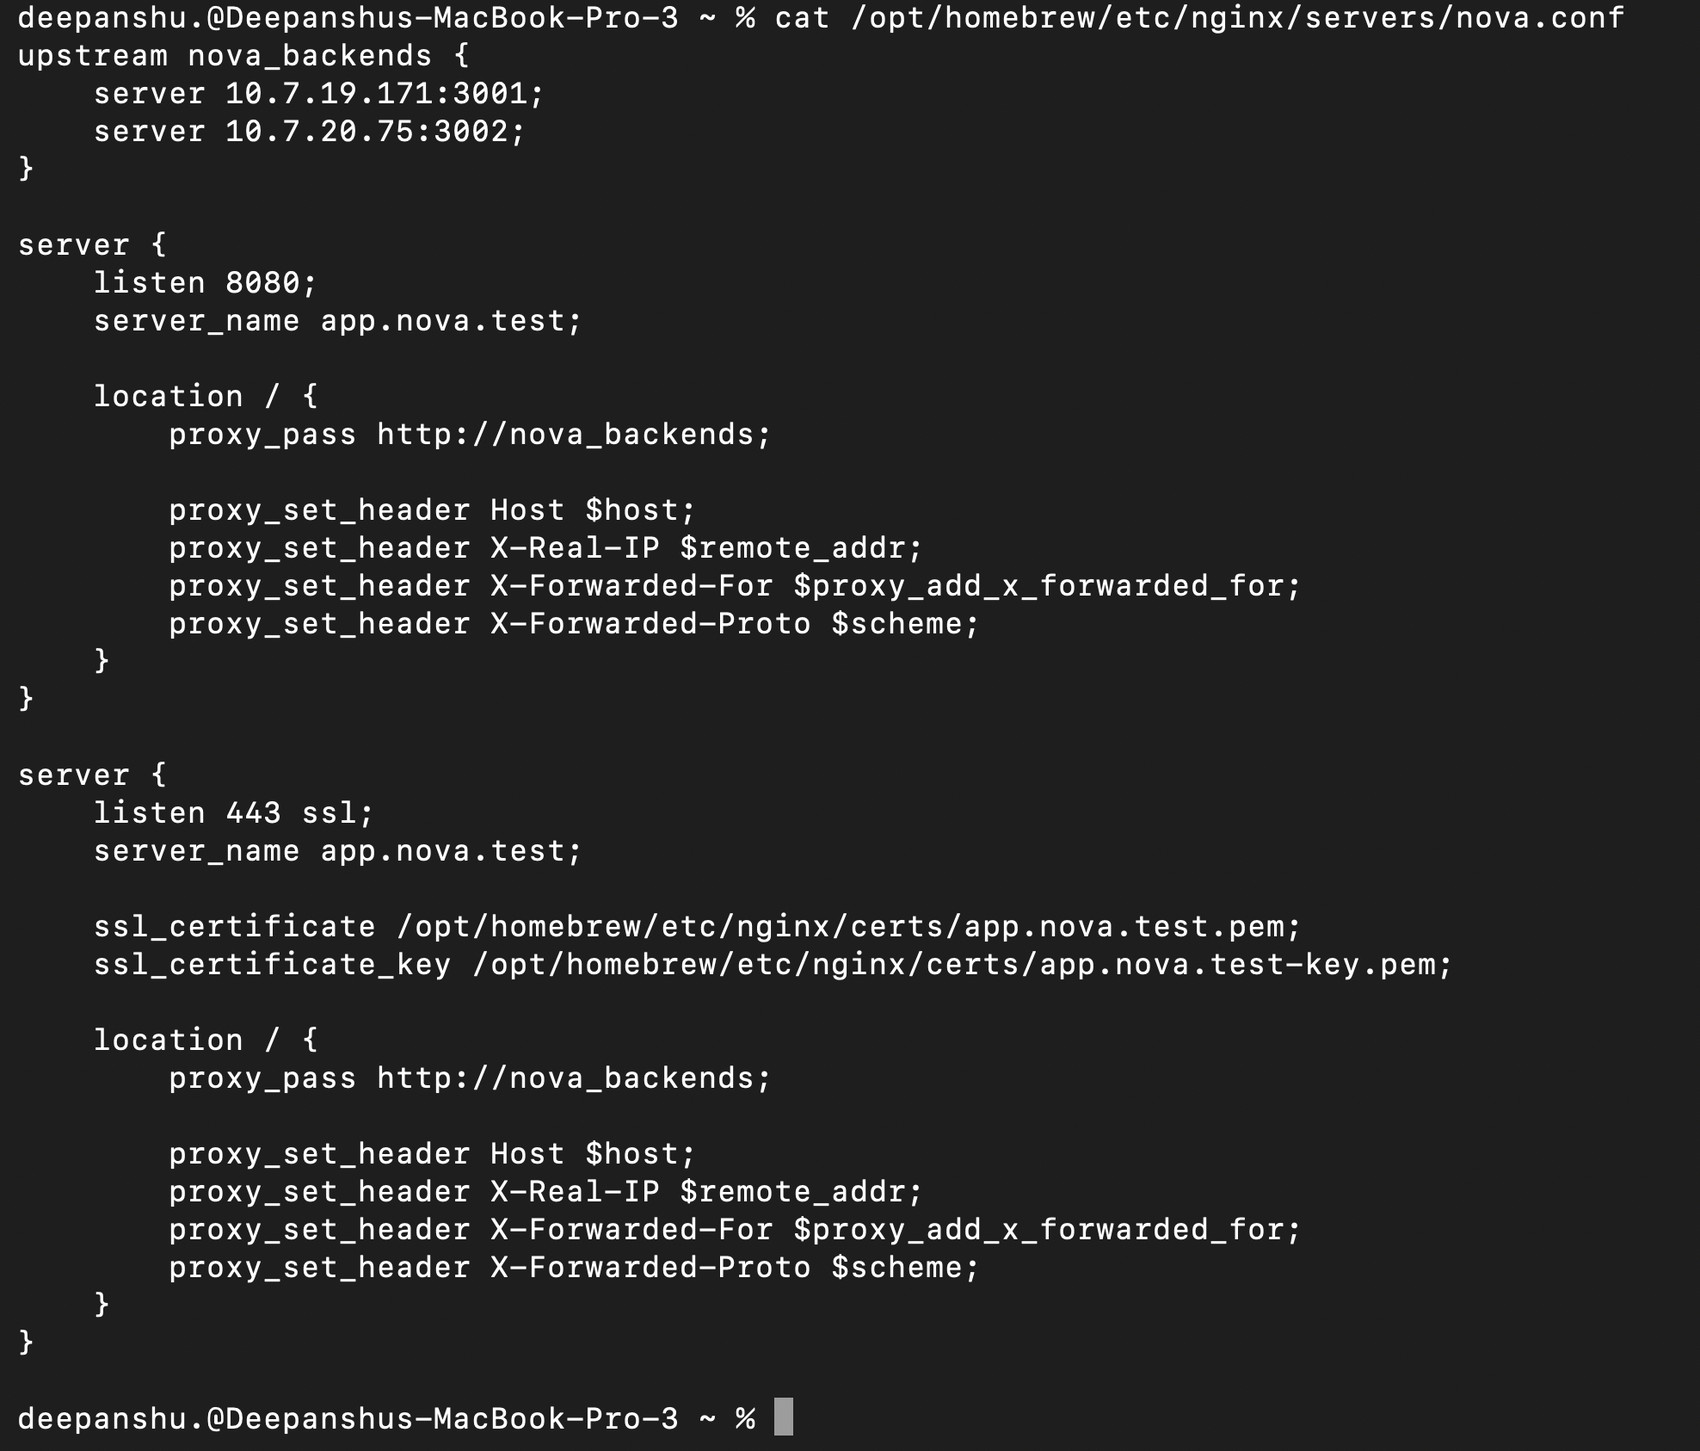 deepanshu.@Deepanshus-MacBook-Pro-3 ~ % cat /opt/homebrew/etc/nginx/servers/nova.conf
upstream nova_backends {
    server 10.7.19.171:3001;
    server 10.7.20.75:3002;
}

server {
    listen 8080;
    server_name app.nova.test;

    location / {
        proxy_pass http://nova_backends;

        proxy_set_header Host $host;
        proxy_set_header X-Real-IP $remote_addr;
        proxy_set_header X-Forwarded-For $proxy_add_x_forwarded_for;
        proxy_set_header X-Forwarded-Proto $scheme;
    }
}

server {
    listen 443 ssl;
    server_name app.nova.test;

    ssl_certificate /opt/homebrew/etc/nginx/certs/app.nova.test.pem;
    ssl_certificate_key /opt/homebrew/etc/nginx/certs/app.nova.test-key.pem;

    location / {
        proxy_pass http://nova_backends;

        proxy_set_header Host $host;
        proxy_set_header X-Real-IP $remote_addr;
        proxy_set_header X-Forwarded-For $proxy_add_x_forwarded_for;
        proxy_set_header X-Forwarded-Proto $scheme;
    }
}

deepanshu.@Deepanshus-MacBook-Pro-3 ~ %